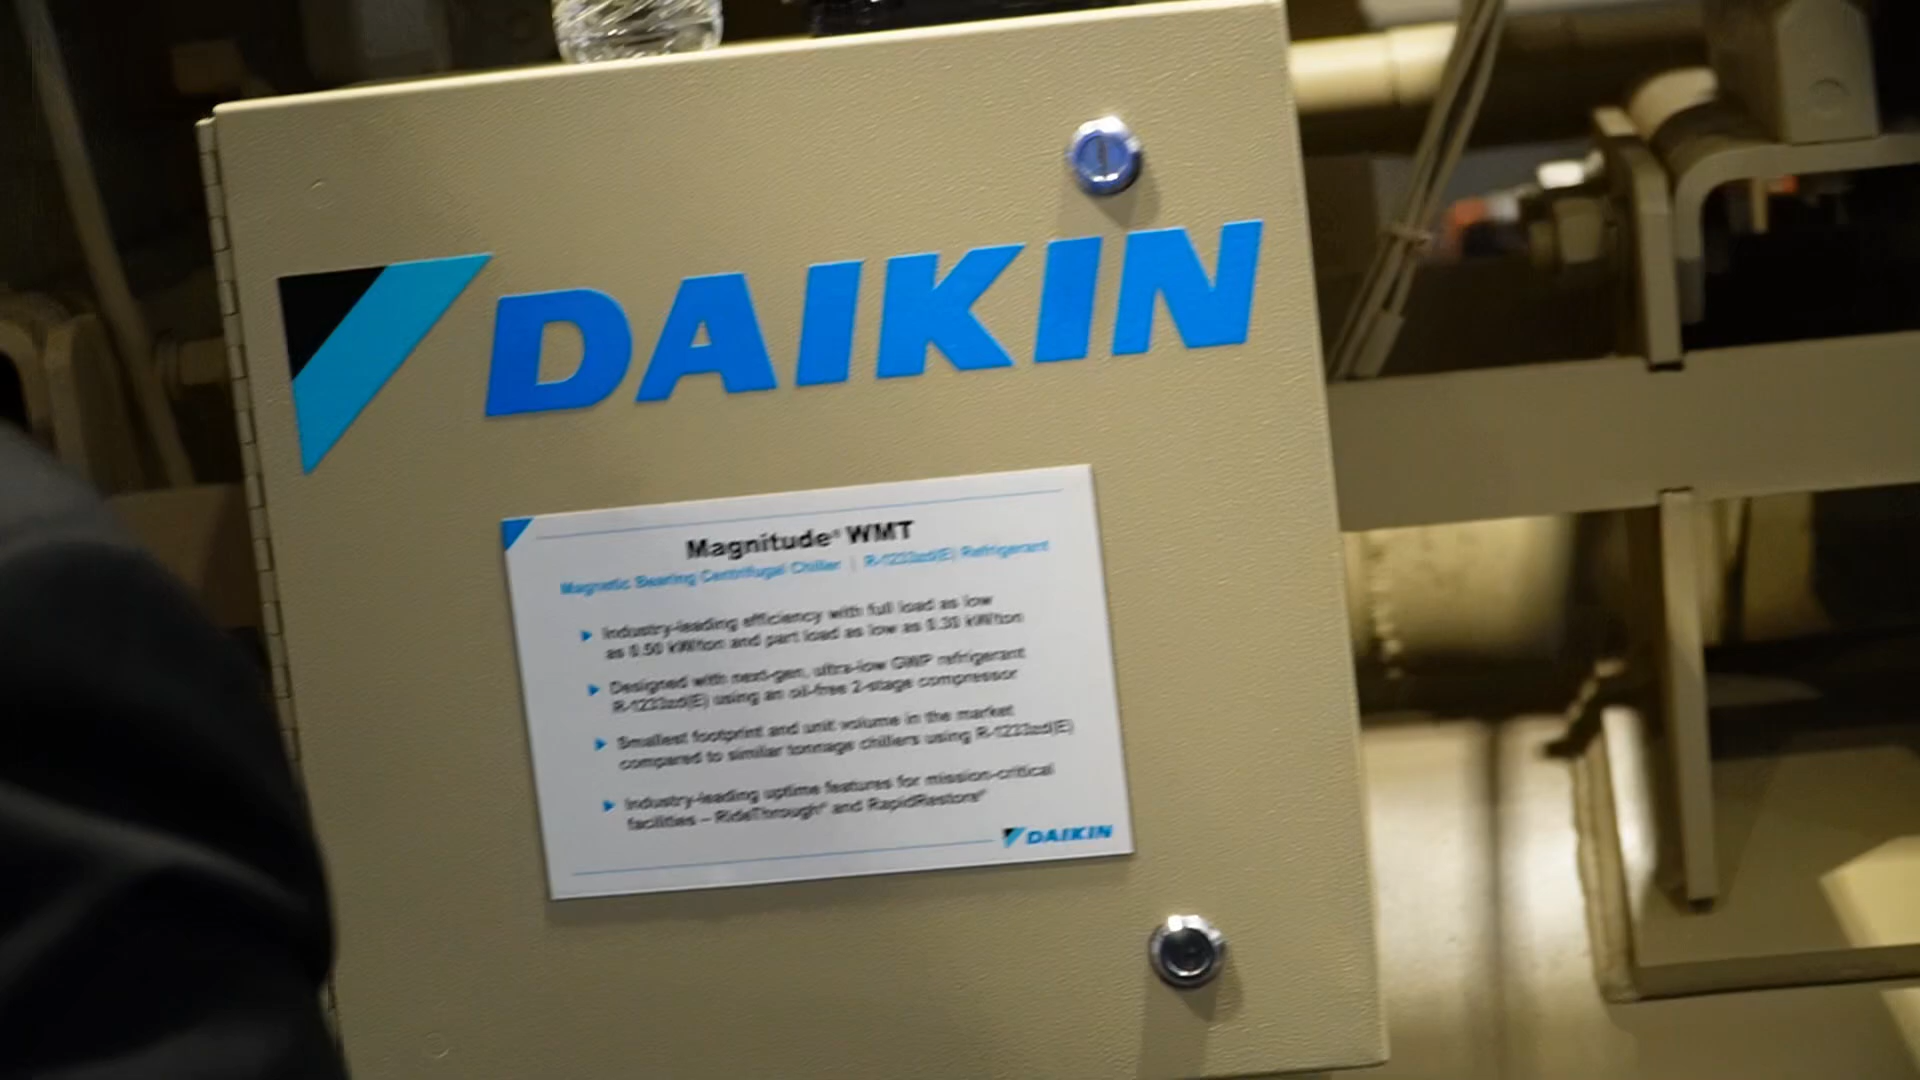 DAIKIN
Magnitude® WMT
Magnetic Bearing Centrifugal Chiller | R-1233zd(E) Refrigerant
Industry-leading efficiency with full load as low
as 0.50 kW/ton and part load as low as 0.30 kW/ton
Designed with next-gen, ultra-low GWP refrigerant
R-1233zd(E) using an oil-free 2-stage compressor
Smallest footprint and unit volume in the market
compared to similar tonnage chillers using R-1233zd(E)
Industry-leading uptime features for mission-critical
facilities – RideThrough® and RapidRestore®
DAIKIN